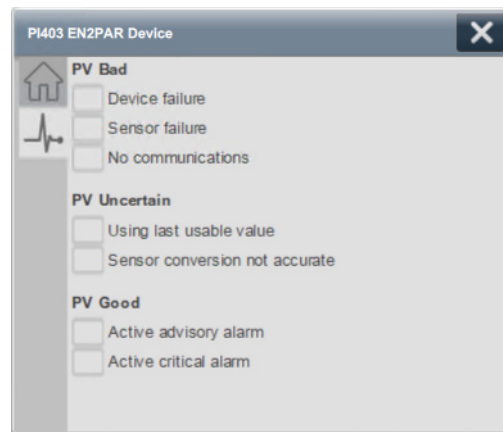 PI403 EN2PAR Device
PV Bad
Device failure
Sensor failure
No communications
PV Uncertain
Using last usable value
Sensor conversion not accurate
PV Good
Active advisory alarm
Active critical alarm